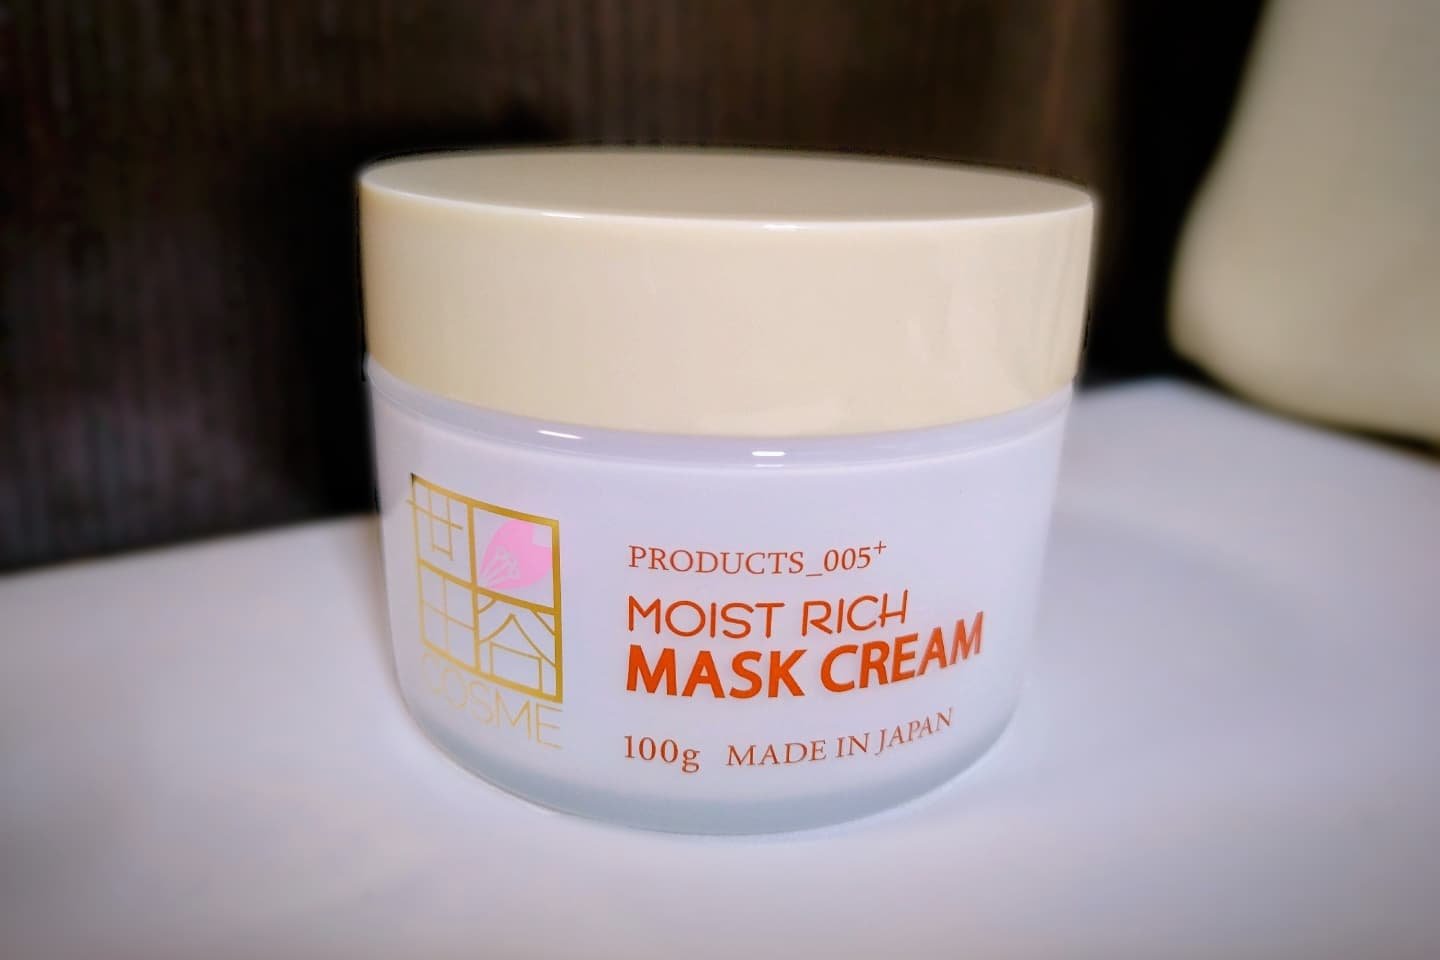 COSME
PRODUCTS_005⁺
MOIST RICH
MASK CREAM
100g MADE IN JAPAN